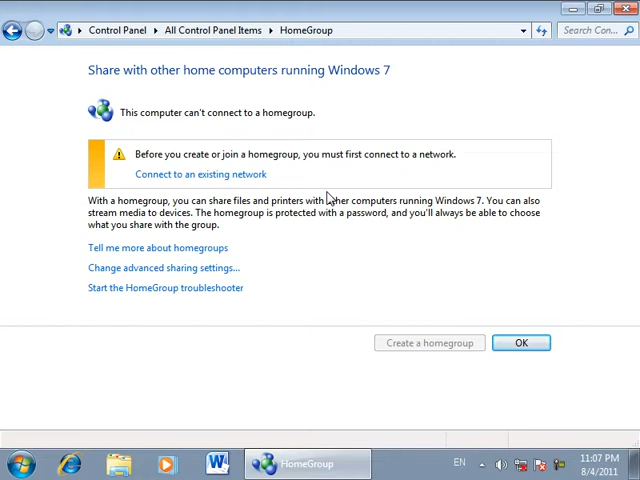 Control Panel All Control Panel Items HomeGroup Search Con...
Share with other home computers running Windows 7
This computer can't connect to a homegroup.
Before you create or join a homegroup, you must first connect to a network.
Connect to an existing network
With a homegroup, you can share files and printers with other computers running Windows 7. You can also
stream media to devices. The homegroup is protected with a password, and you'll always be able to choose
what you share with the group.
Tell me more about homegroups
Change advanced sharing settings...
Start the HomeGroup troubleshooter
Create a homegroup OK
HomeGroup EN 11:07 PM
8/4/2011